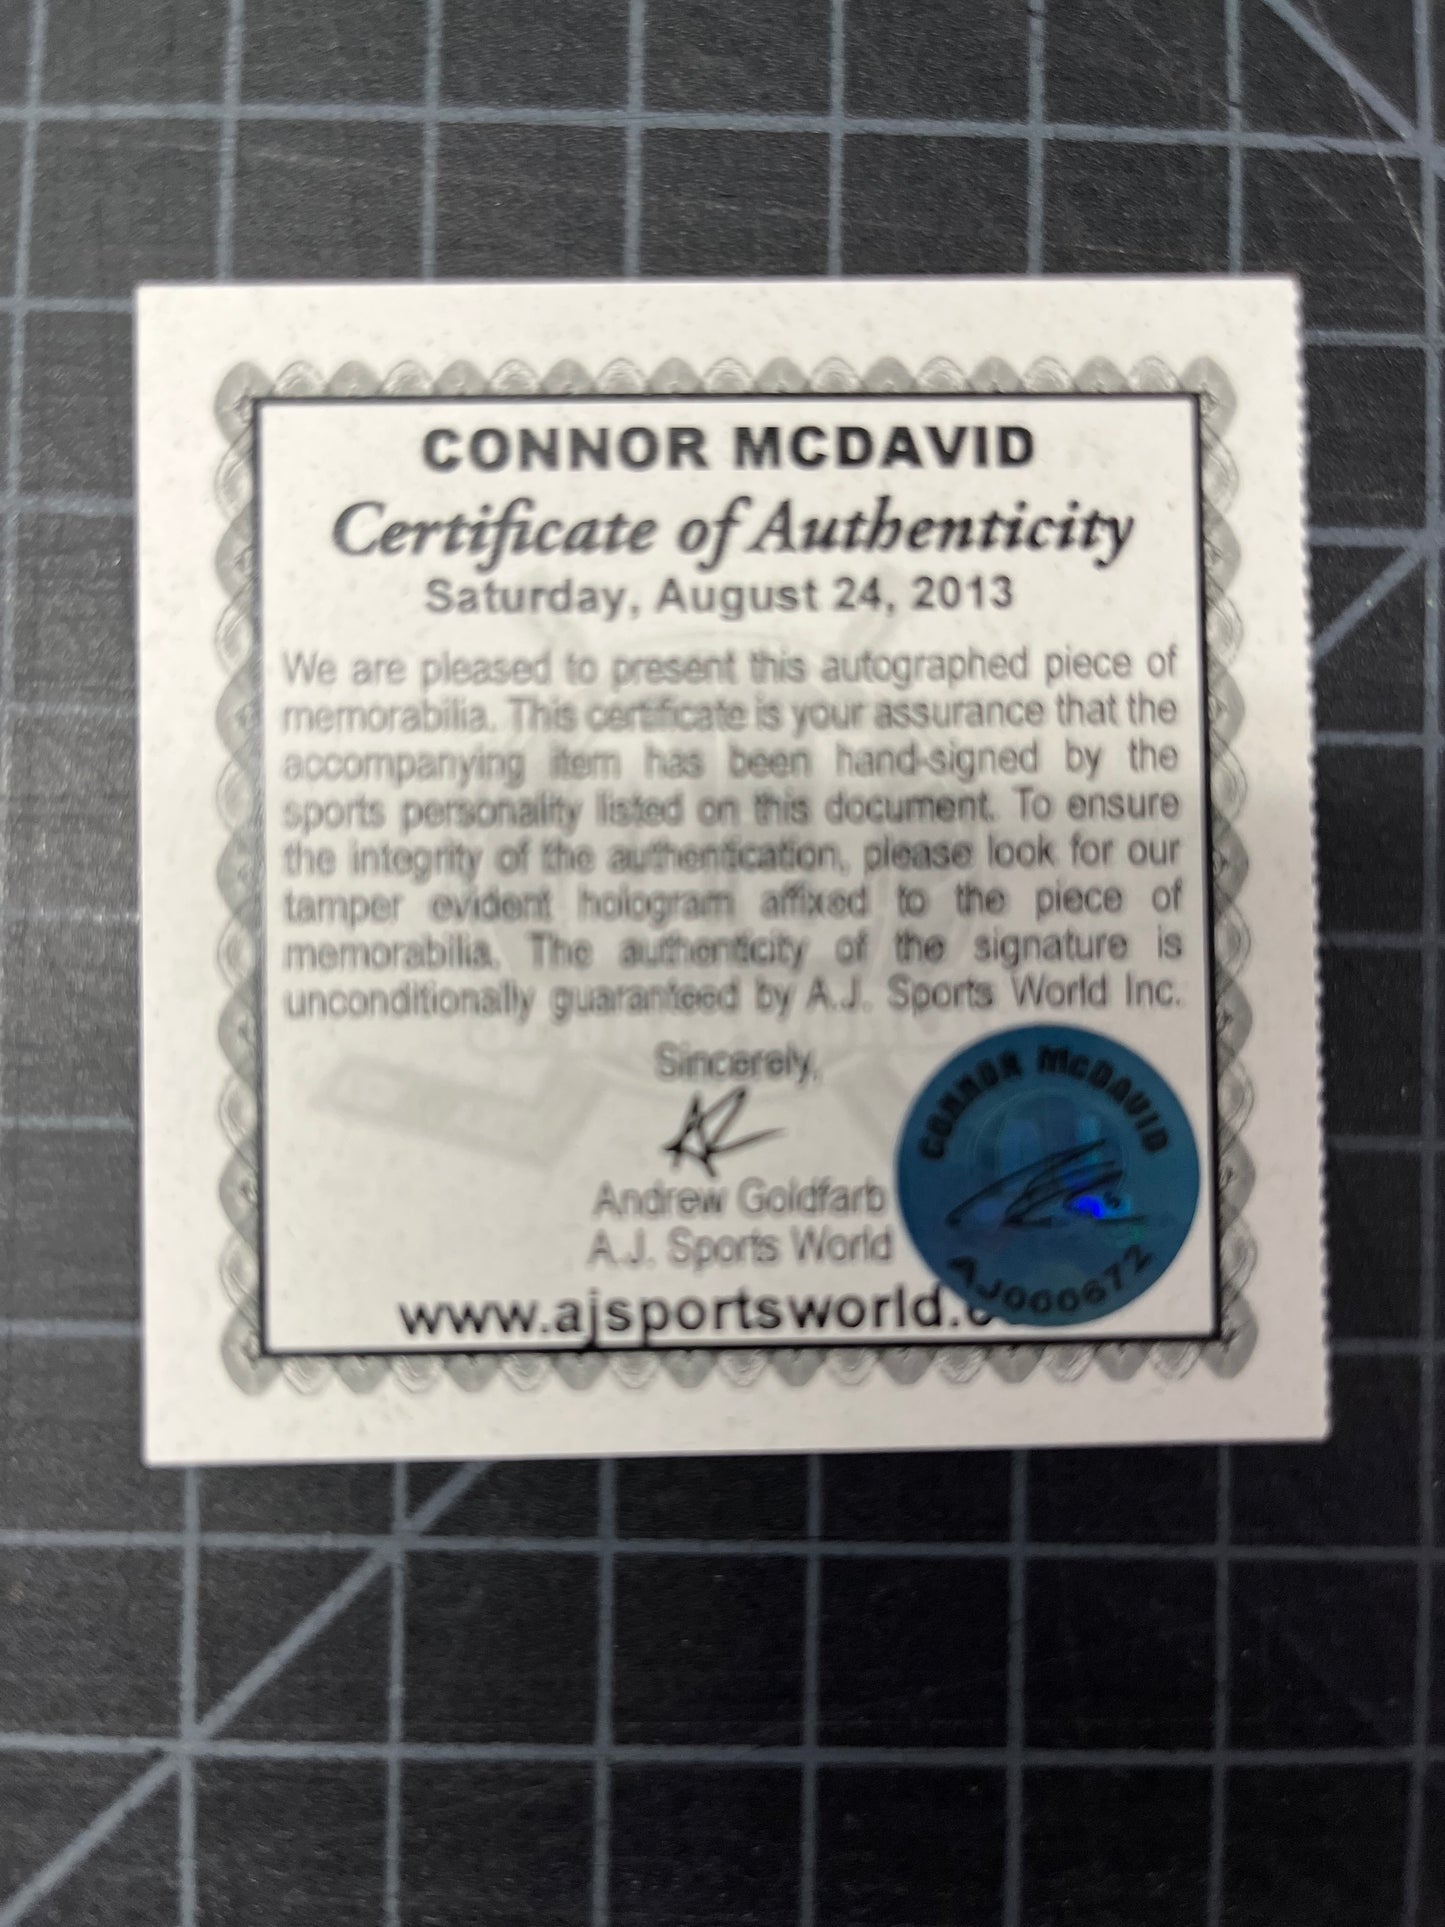 CONNOR MCDAVID
Certificate of Authenticity
Saturday, August 24, 2013
We are pleased to present this autographed piece of
memorabilia. This certificate is your assurance that the
accompanying item has been hand-signed by the
sports personality listed on this document. To ensure
the integrity of the authentication, please look for our
tamper evident hologram affixed to the piece of
memorabilia. The authenticity of the signature is
unconditionally guaranteed by A.J. Sports World Inc.
Sincerely,
Andrew Goldfarb
A.J. Sports World
www.ajsportsworld.c
CONNOR McDAVID
AJ000672